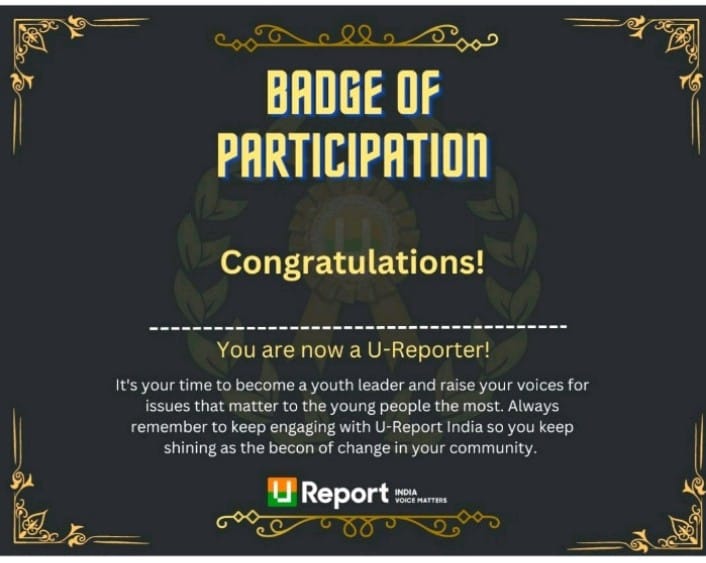 BADGE OF
PARTICIPATION
Congratulations!
You are now a U-Reporter!
It's your time to become a youth leader and raise your voices for
issues that matter to the young people the most. Always
remember to keep engaging with U-Report India so you keep
shining as the becon of change in your community.
U Report INDIA
VOICE MATTERS